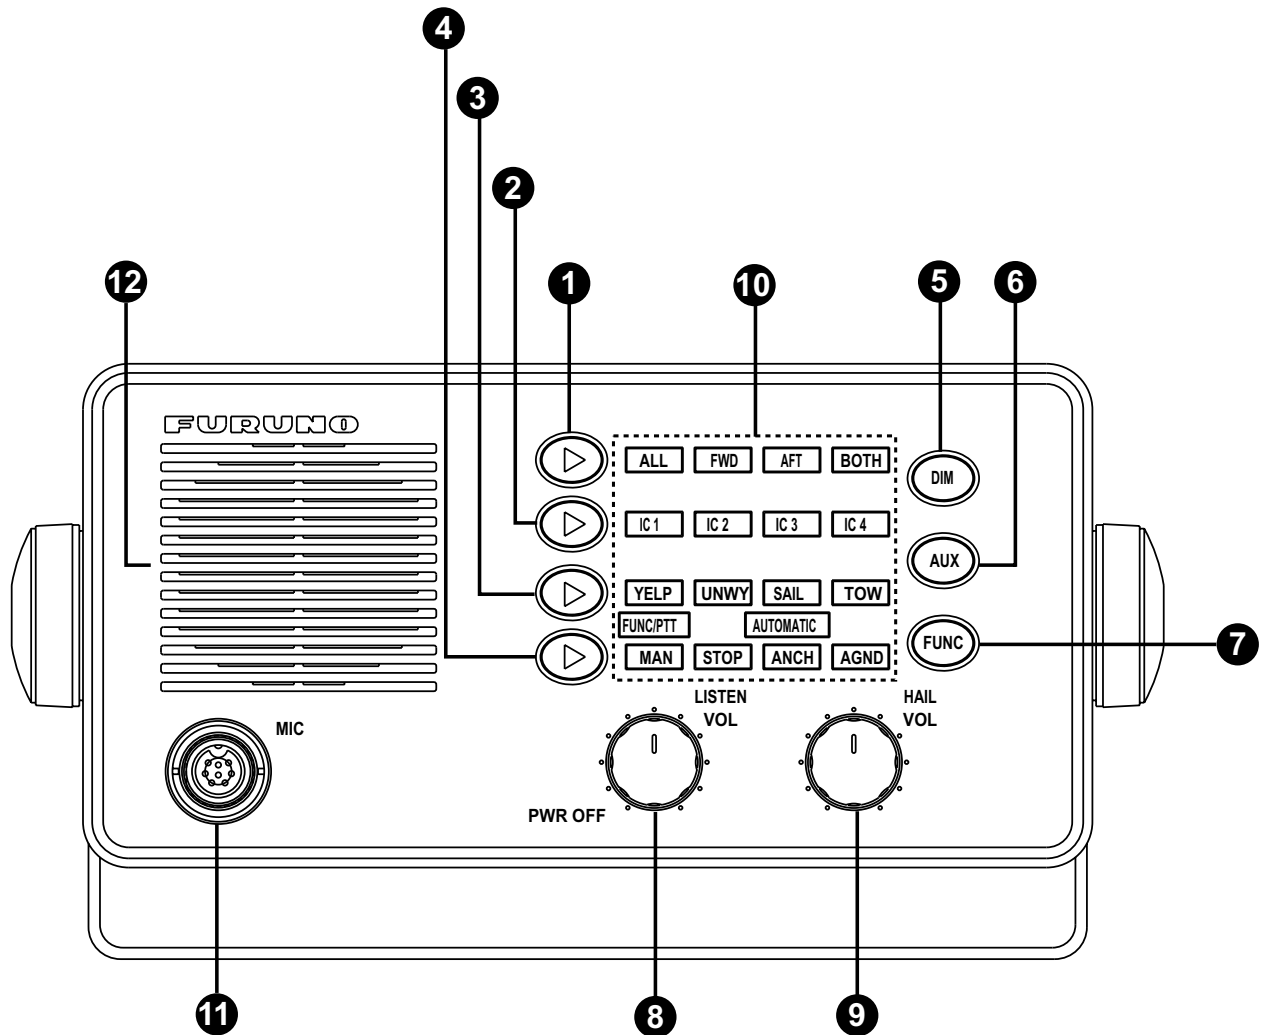 4
3
2
1
10
5
6
12
FURUNO
ALL FWD AFT BOTH
DIM
IC 1 IC 2 IC 3 IC 4
AUX
YELP UNWY SAIL TOW
FUNC/PTT AUTOMATIC
FUNC
7
MAN STOP ANCH AGND
LISTEN
VOL
HAIL
VOL
MIC
PWR OFF
11
8
9